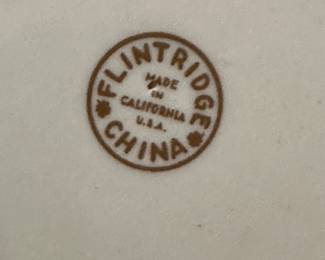 FLINTRIDGE
MADE
IN
CALIFORNIA
U.S.A.
CHINA